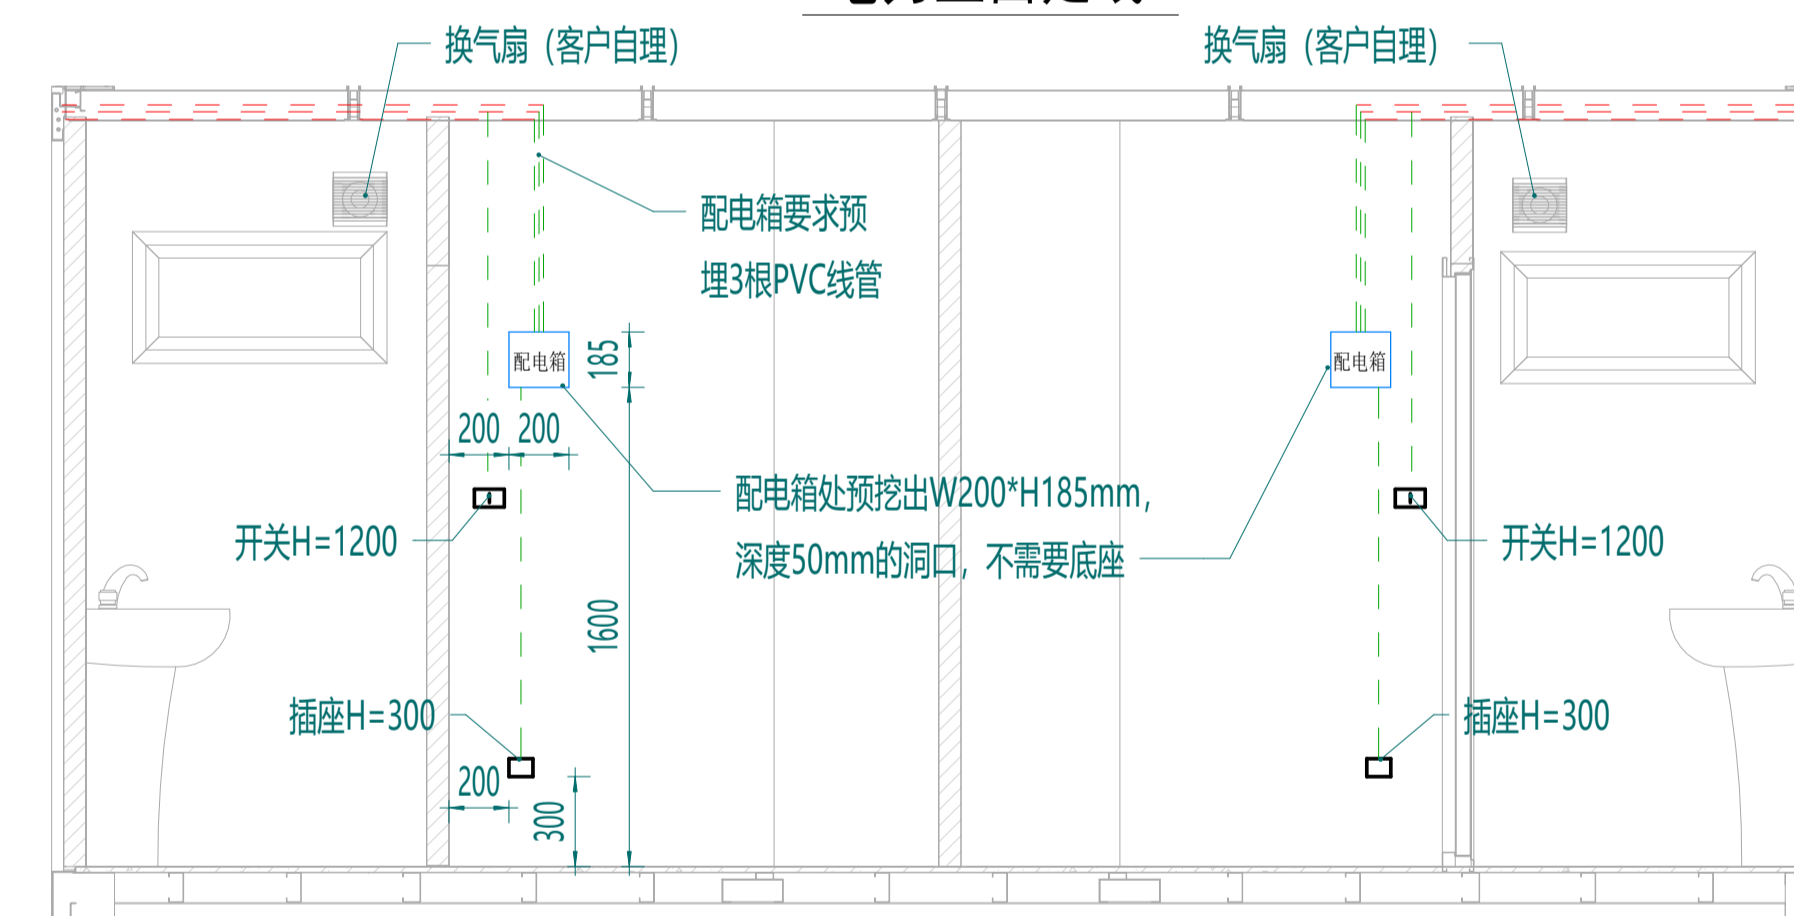 换气扇（客户自理）
换气扇（客户自理）
配电箱要求预
埋3根PVC线管
配电箱
185
配电箱
200
200
配电箱处预挖出W200*H185mm，
深度50mm的洞口，不需要底座
开关H=1200
开关H=1200
1600
插座H=300
插座H=300
200
300